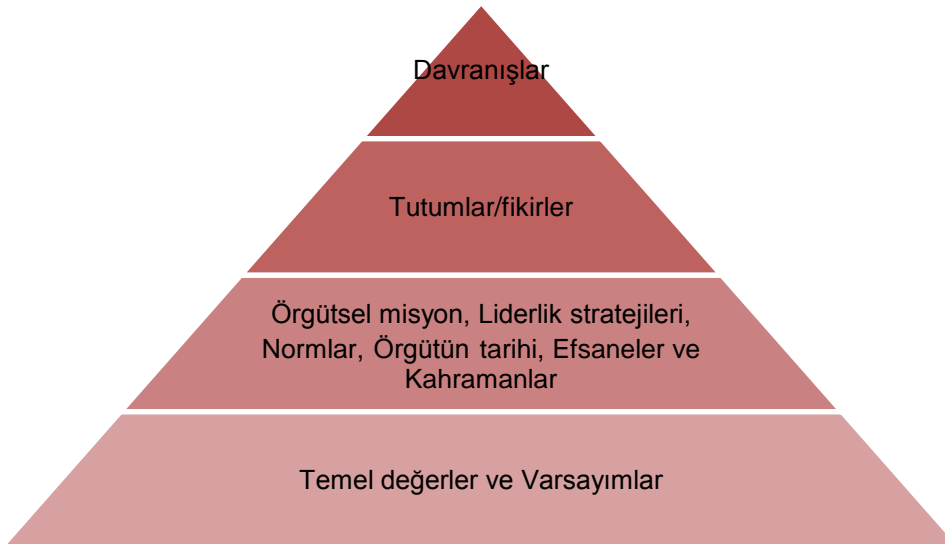 Davranışlar
Tutumlar/fikirler
Örgütsel misyon, Liderlik stratejileri,
Normlar, Örgütün tarihi, Efsaneler ve
Kahramanlar
Temel değerler ve Varsayımlar